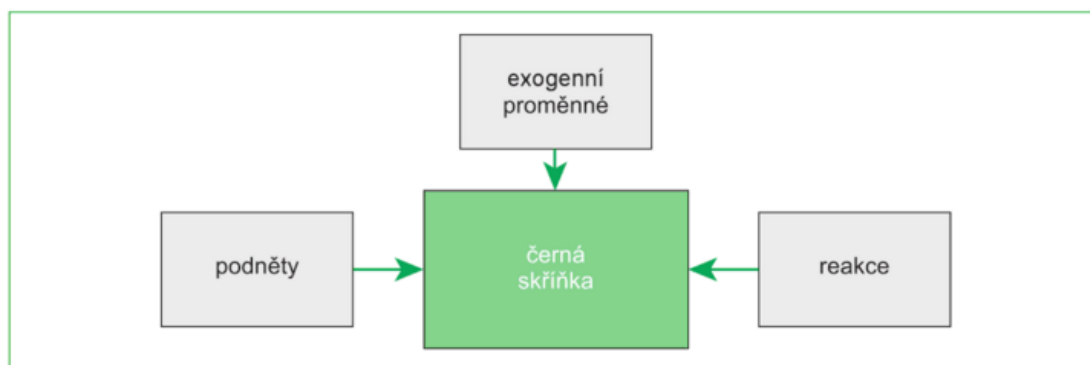 exogenní
proměnné
podněty
černá
skříňka
reakce